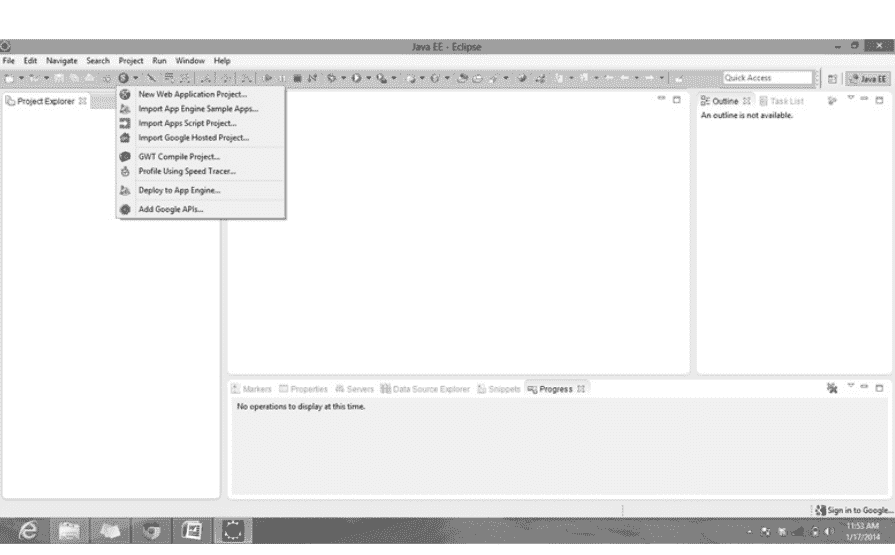 Java EE - Eclipse
File Edit Navigate Search Project Run Window Help
Quick Access
Java EE
Project Explorer
New Web Application Project...
Import App Engine Sample Apps...
Import Apps Script Project...
Import Google Hosted Project...
GWT Compile Project...
Profile Using Speed Tracer...
Deploy to App Engine...
Add Google APIs...
Outline Task List
An outline is not available.
Markers Properties Servers Data Source Explorer Snippets Progress
No operations to display at this time.
Sign in to Google...
11:53 AM
1/17/2014